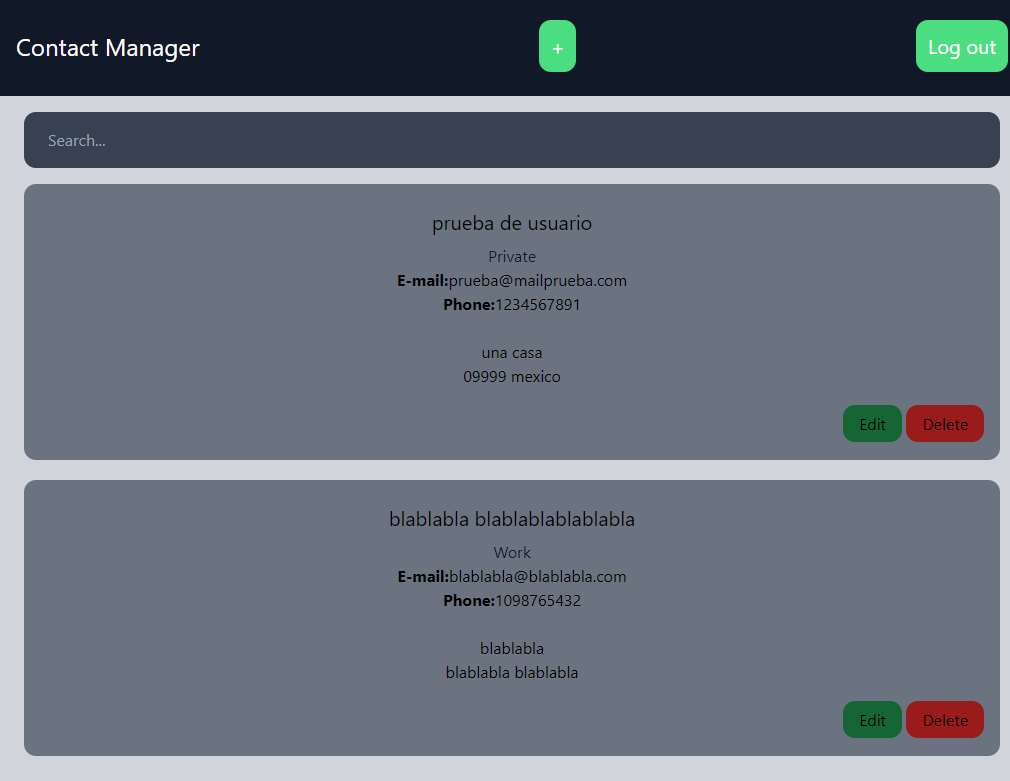 Contact Manager
+
Log out
Search...
prueba de usuario
Private
E-mail:prueba@mailprueba.com
Phone:1234567891
una casa
09999 mexico
Edit
Delete
blablabla blablablablablabla
Work
E-mail:blablabla@blablabla.com
Phone:1098765432
blablabla
blablabla blablabla
Edit
Delete